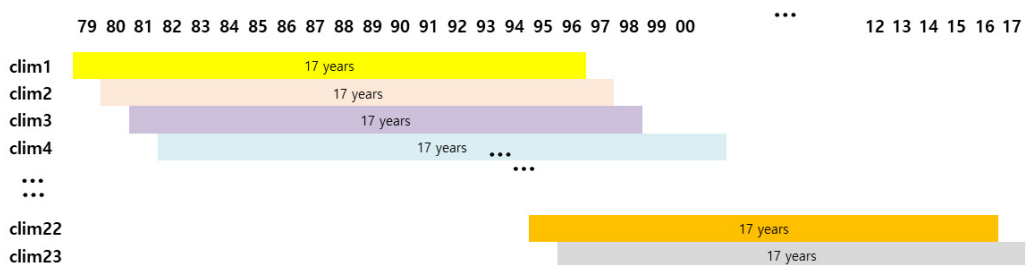 ...
79 80 81 82 83 84 85 86 87 88 89 90 91 92 93 94 95 96 97 98 99 00 12 13 14 15 16 17
clim1 17 years
clim2 17 years
clim3 17 years
clim4 17 years ...
...
...
...
clim22 17 years
clim23 17 years